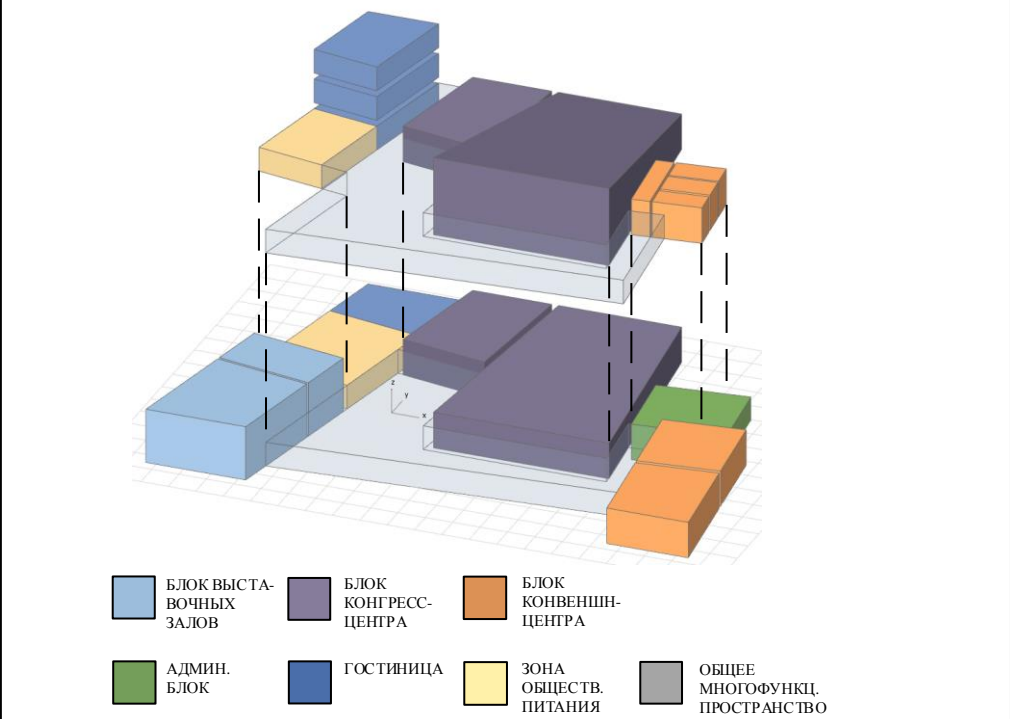 z
y
x
БЛОК ВЫСТА-
ВОЧНЫХ
ЗАЛОВ
БЛОК
КОНГРЕСС-
ЦЕНТРА
БЛОК
КОНВЕНШН-
ЦЕНТРА
АДМИН.
БЛОК
ГОСТИНИЦА
ЗОНА
ОБЩЕСТВ.
ПИТАНИЯ
ОБЩЕЕ
МНОГОФУНКЦ.
ПРОСТРАНСТВО